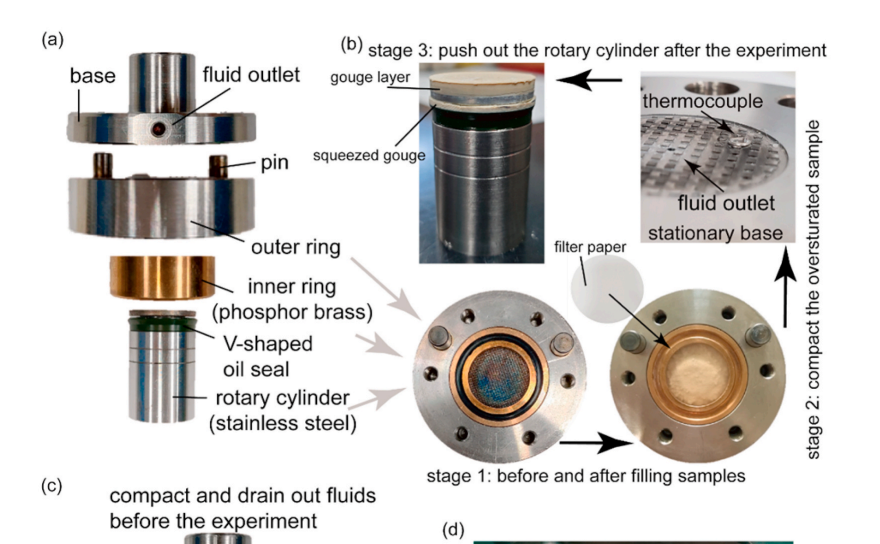 (a)
base
fluid outlet
pin
outer ring
inner ring
(phosphor brass)
V-shaped
oil seal
rotary cylinder
(stainless steel)
(b)
stage 3: push out the rotary cylinder after the experiment
gouge layer
squeezed gouge
thermocouple
fluid outlet
stationary base
filter paper
stage 2: compact the oversturated sample
stage 1: before and after filling samples
(c)
compact and drain out fluids
before the experiment
(d)